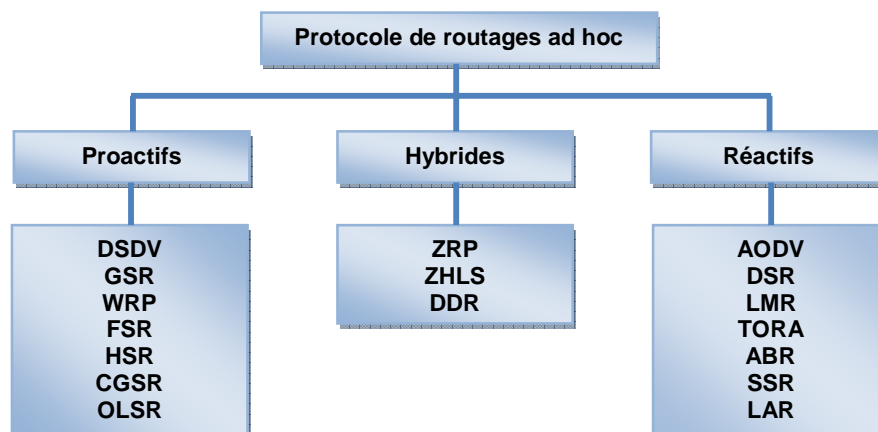 Protocole de routages ad hoc
Proactifs
Hybrides
Réactifs
DSDV
GSR
WRP
FSR
HSR
CGSR
OLSR
ZRP
ZHLS
DDR
AODV
DSR
LMR
TORA
ABR
SSR
LAR